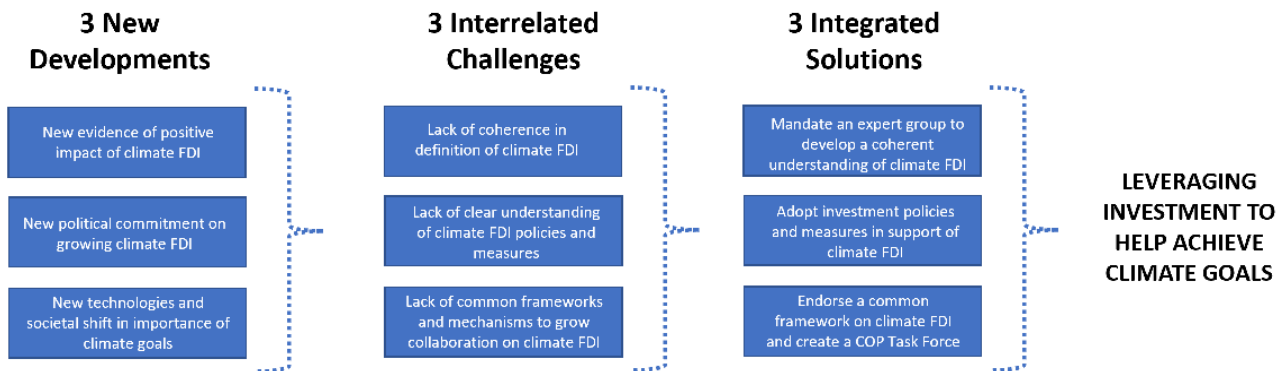 3 New
Developments
New evidence of positive
impact of climate FDI
New political commitment on
growing climate FDI
New technologies and
societal shift in importance of
climate goals
3 Interrelated
Challenges
Lack of coherence in
definition of climate FDI
Lack of clear understanding
of climate FDI policies and
measures
Lack of common frameworks
and mechanisms to grow
collaboration on climate FDI
3 Integrated
Solutions
Mandate an expert group to
develop a coherent
understanding of climate FDI
Adopt investment policies
and measures in support of
climate FDI
Endorse a common
framework on climate FDI
and create a COP Task Force
LEVERAGING
INVESTMENT TO
HELP ACHIEVE
CLIMATE GOALS